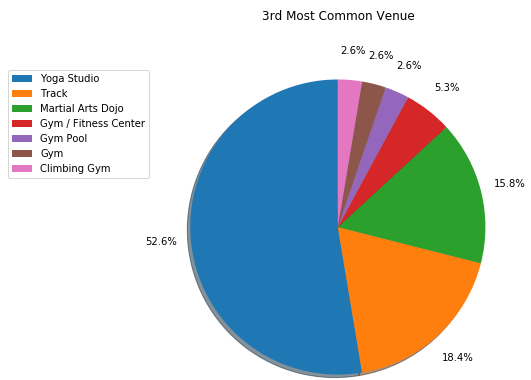 3rd Most Common Venue
Yoga Studio
Track
Martial Arts Dojo
Gym / Fitness Center
Gym Pool
Gym
Climbing Gym
2.6%
2.6%
2.6%
5.3%
15.8%
52.6%
18.4%